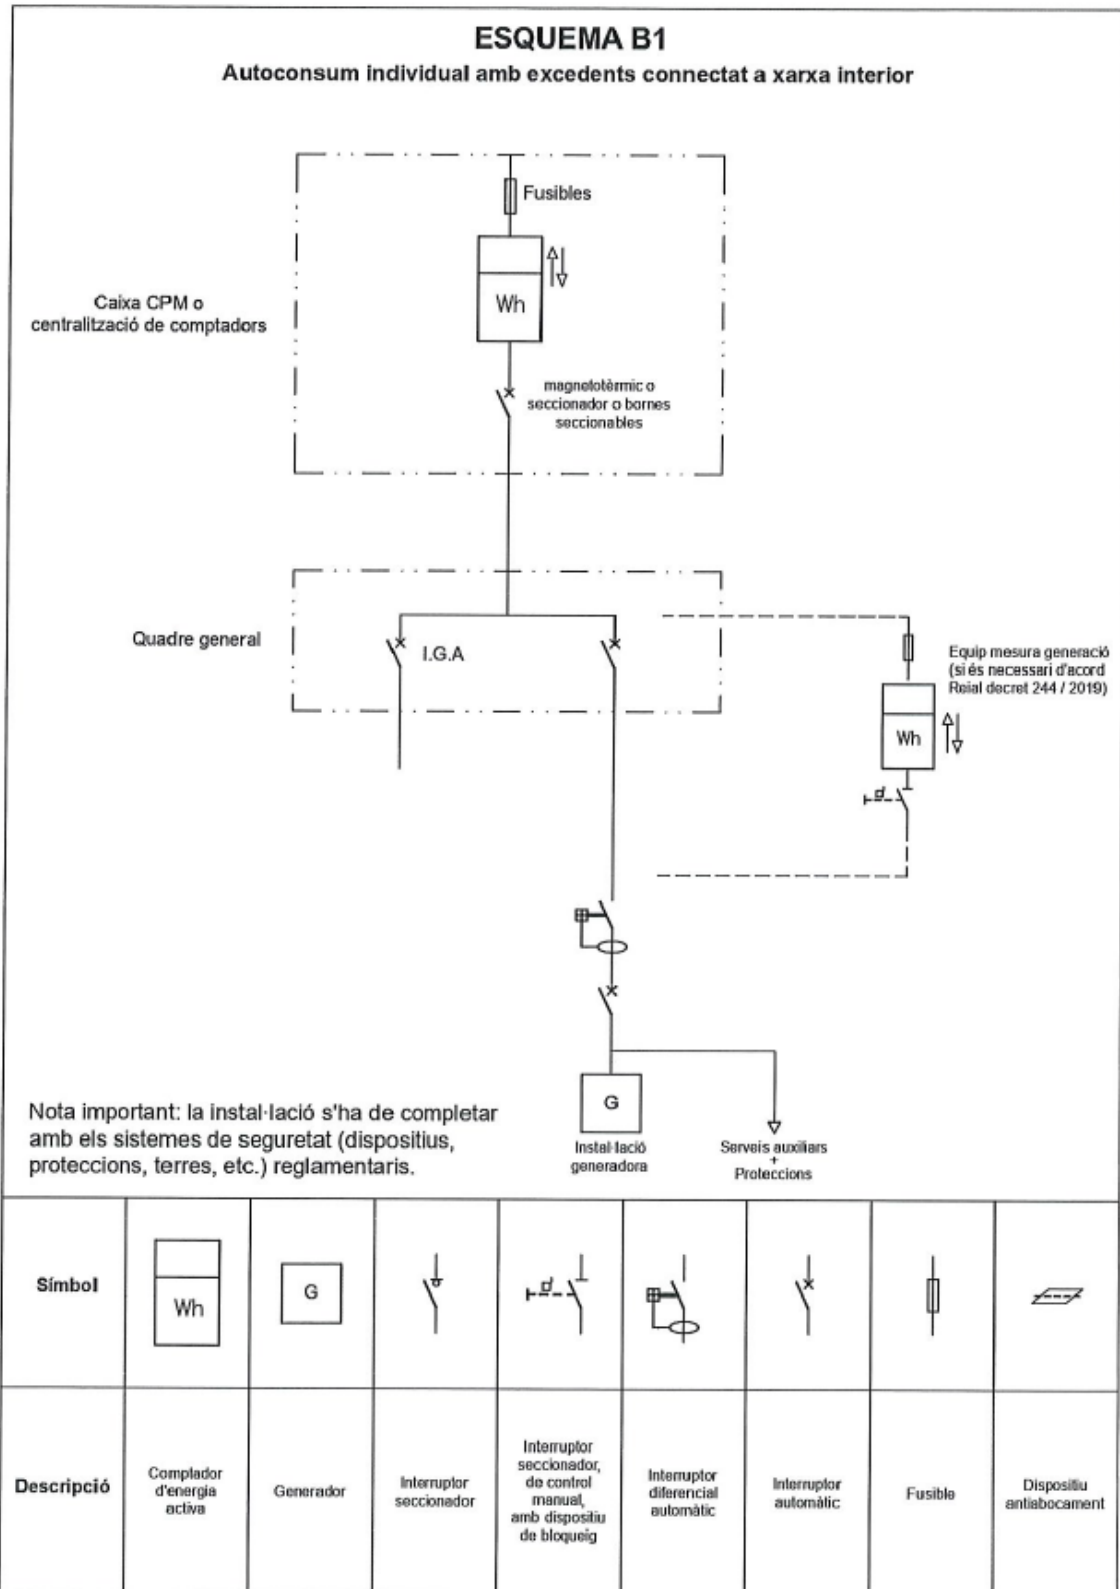 ESQUEMA B1
Autoconsum individual amb excedents connectat a xarxa interior
Fusibles
Wh
Caixa CPM o
centralització de comptadors
magnetotèrmic o
seccionador o bornes
seccionables
Quadre general
I.G.A
Equip mesura generació
(si és necessari d'acord
Reial decret 244 / 2019)
Wh
G
Instal·lació
generadora
Serveis auxiliars
+
Proteccions
Nota important: la instal·lació s'ha de completar
amb els sistemes de seguretat (dispositius,
proteccions, terres, etc.) reglamentaris.
Símbol
Wh
G
Descripció
Comptador
d'energia
activa
Generador
Interruptor
seccionador
Interruptor
seccionador,
de control
manual,
amb dispositiu
de bloqueig
Interruptor
diferencial
automàtic
Interruptor
automàtic
Fusible
Dispositiu
antiabocament